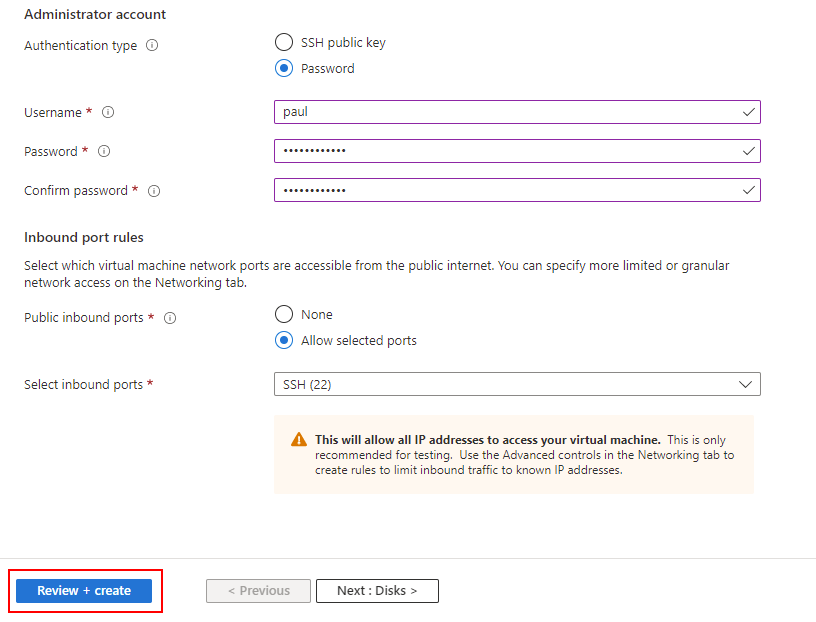 Administrator account
Authentication type
SSH public key
Password
Username *
paul
Password *
••••••••••••
Confirm password *
••••••••••••
Inbound port rules
Select which virtual machine network ports are accessible from the public internet. You can specify more limited or granular
network access on the Networking tab.
Public inbound ports *
None
Allow selected ports
Select inbound ports *
SSH (22)
This will allow all IP addresses to access your virtual machine. This is only
recommended for testing. Use the Advanced controls in the Networking tab to
create rules to limit inbound traffic to known IP addresses.
Review + create
< Previous
Next : Disks >